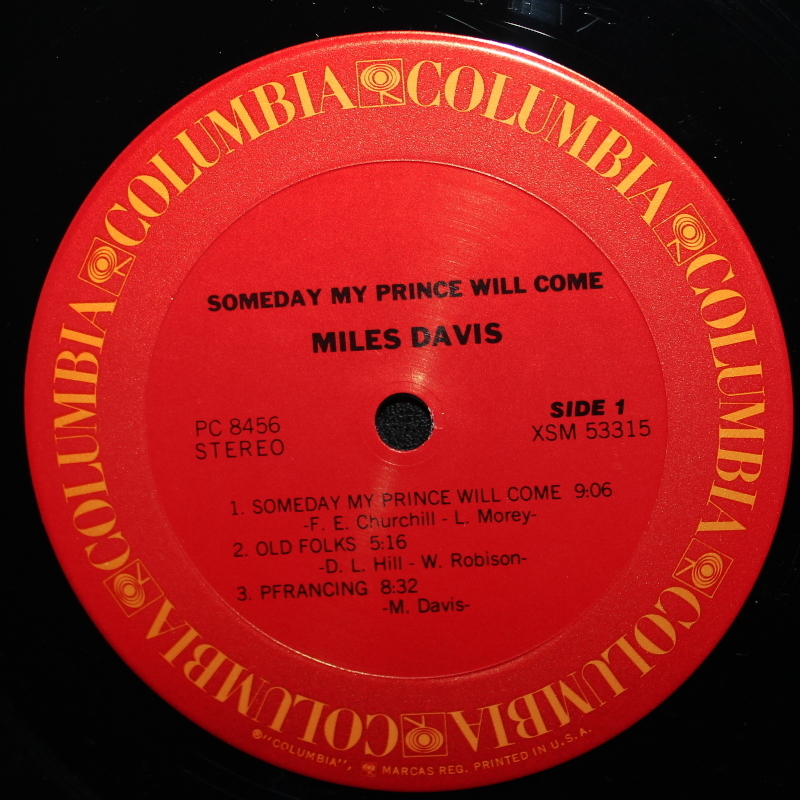 COLUMBIA COLUMBIA COLUMBIA COLUMBIA COLUMBIA COLUMBIA
SOMEDAY MY PRINCE WILL COME
MILES DAVIS
PC 8456
STEREO
SIDE 1
XSM 53315
1. SOMEDAY MY PRINCE WILL COME 9:06
-F. E. Churchill - L. Morey-
2. OLD FOLKS 5:16
-D. L. Hill - W. Robison-
3. PFRANCING 8:32
-M. Davis-
®"COLUMBIA", MARCAS REG. PRINTED IN U.S.A.